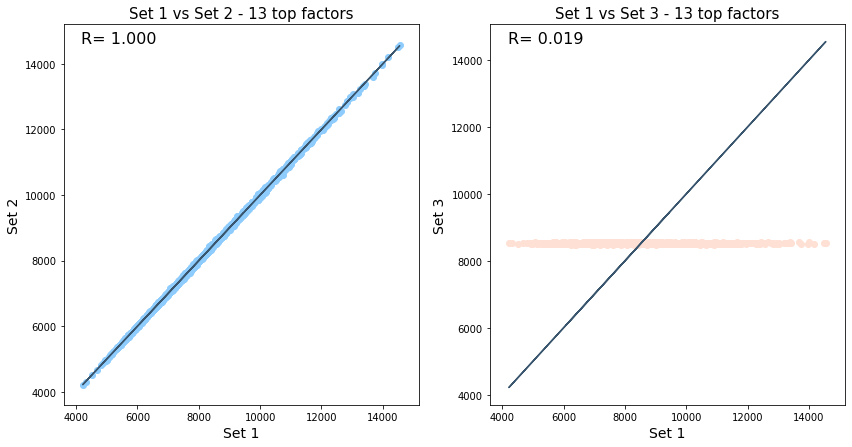 Set 1 vs Set 2 - 13 top factors
R= 1.000
14000
12000
10000
8000
6000
4000
Set 2
4000 6000 8000 10000 12000 14000
Set 1
Set 1 vs Set 3 - 13 top factors
R= 0.019
14000
12000
10000
8000
6000
4000
Set 3
4000 6000 8000 10000 12000 14000
Set 1